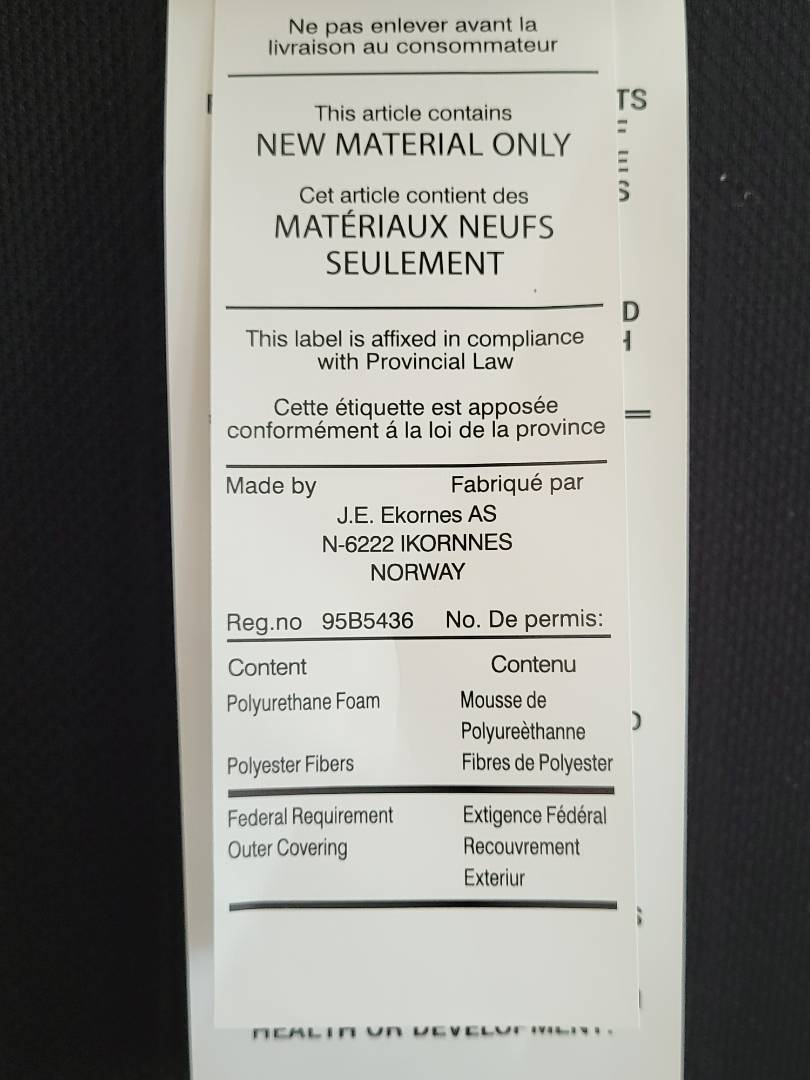 Ne pas enlever avant la
livraison au consommateur
This article contains
NEW MATERIAL ONLY
Cet article contient des
MATÉRIAUX NEUFS
SEULEMENT
This label is affixed in compliance
with Provincial Law
Cette étiquette est apposée
conformément á la loi de la province
Made by Fabriqué par
J.E. Ekornes AS
N-6222 IKORNNES
NORWAY
Reg.no 95B5436 No. De permis:
Content Contenu
Polyurethane Foam Mousse de
Polyureèthanne
Polyester Fibers Fibres de Polyester
Federal Requirement Extigence Fédéral
Outer Covering Recouvrement
Exteriur
HEALTH OR DEVELOPMENT.